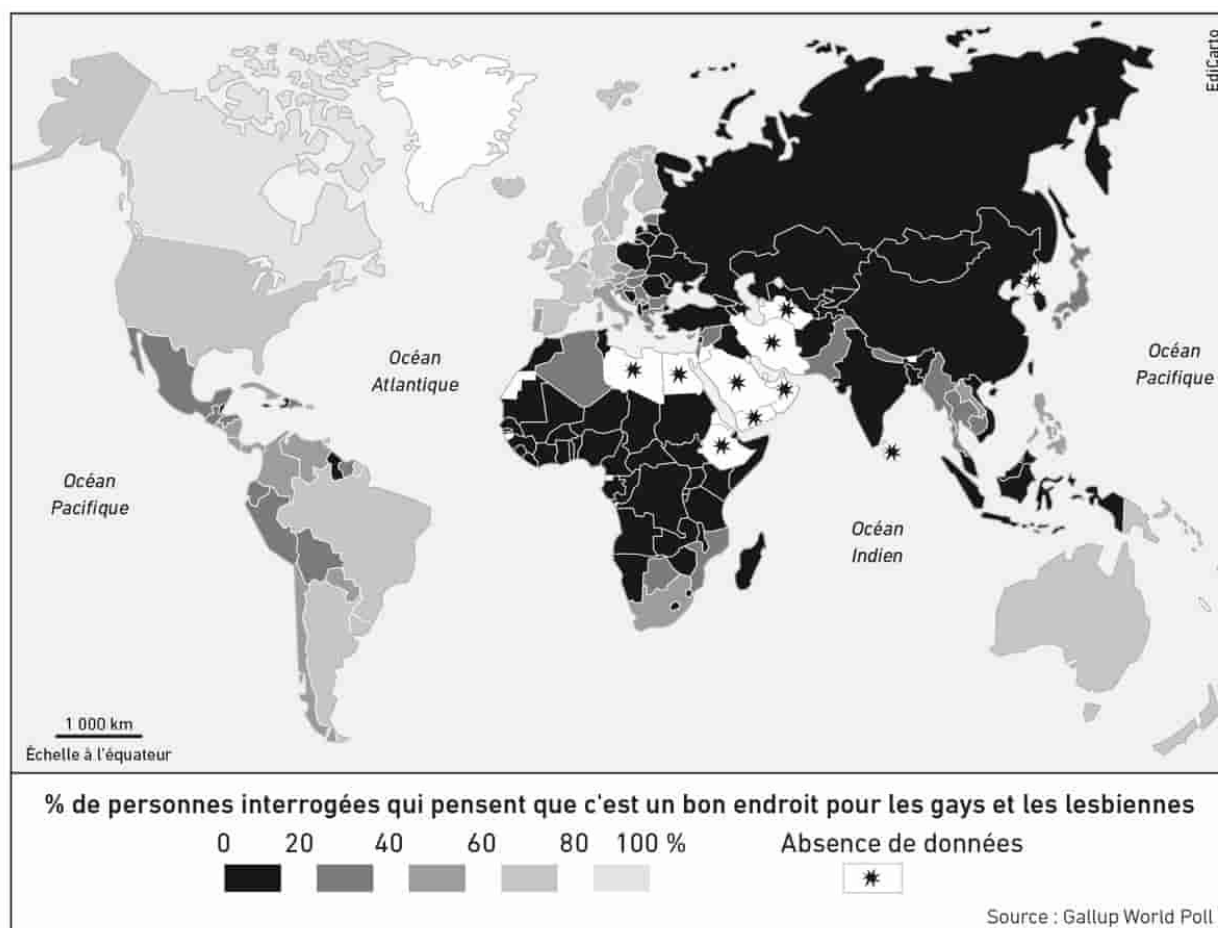 EdiCarto
Océan
Atlantique
Océan
Pacifique
Océan
Pacifique
Océan
Indien
1 000 km
Échelle à l'équateur
% de personnes interrogées qui pensent que c'est un bon endroit pour les gays et les lesbiennes
0 20 40 60 80 100 % Absence de données
Source : Gallup World Poll